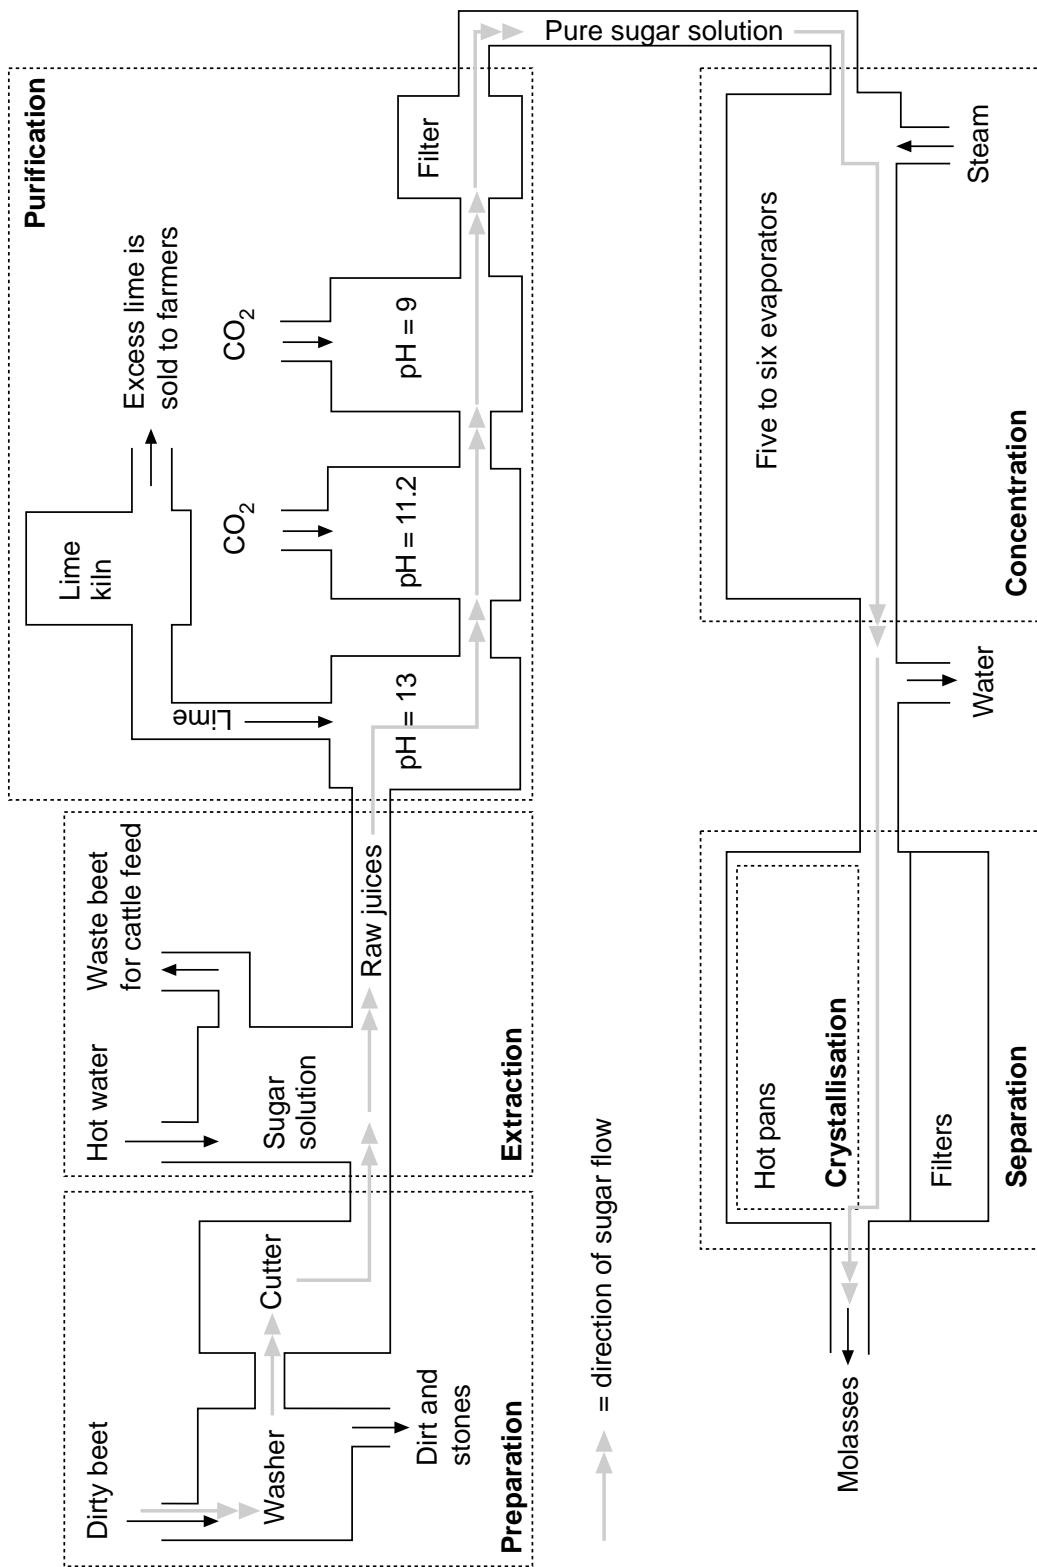 Dirty beet
Washer
Dirt and
stones
Cutter
Preparation
Hot water
Waste beet
for cattle feed
Sugar
solution
Raw juices
Extraction
Purification
Lime
kiln
Excess lime is
sold to farmers
Lime
pH = 13
CO₂
pH = 11.2
CO₂
pH = 9
Filter
Pure sugar solution
= direction of sugar flow
Steam
Five to six evaporators
Concentration
Water
Hot pans
Crystallisation
Filters
Separation
Molasses